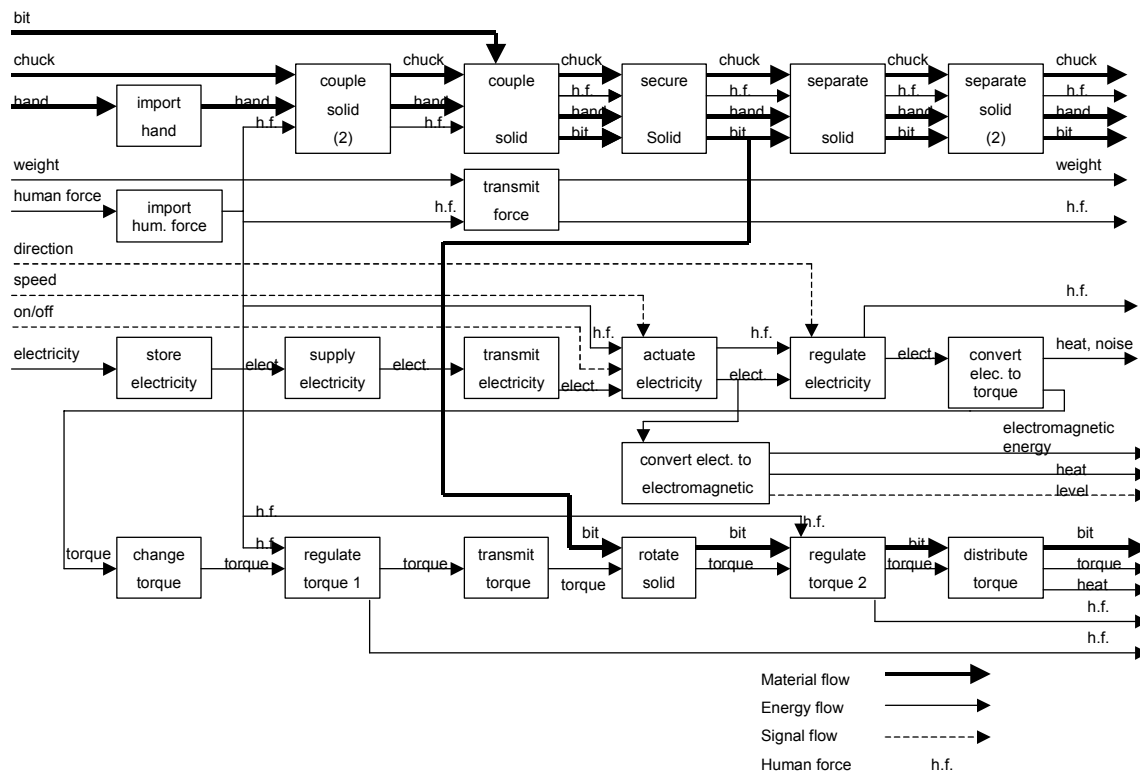 bit
chuck
chuck
chuck
chuck
chuck
chuck
couple
solid
(2)
couple
solid
secure
Solid
separate
solid
separate
solid
(2)
h.f.
h.f.
h.f.
h.f.
hand
import
hand
hand
hand
hand
hand
hand
hand
h.f.
h.f.
bit
bit
bit
bit
weight
transmit
force
weight
human force
import
hum. force
h.f.
h.f.
direction
speed
h.f.
on/off
h.f.
h.f.
electricity
store
electricity
elect.
supply
electricity
elect.
transmit
electricity
elect.
actuate
electricity
elect.
regulate
electricity
elect.
convert
elec. to
torque
heat, noise
convert elect. to
electromagnetic
electromagnetic
energy
heat
level
h.f.
h.f.
h.f.
bit
bit
bit
bit
torque
change
torque
torque
regulate
torque 1
torque
transmit
torque
torque
rotate
solid
torque
regulate
torque 2
torque
distribute
torque
torque
heat
h.f.
h.f.
Material flow
Energy flow
Signal flow
Human force h.f.